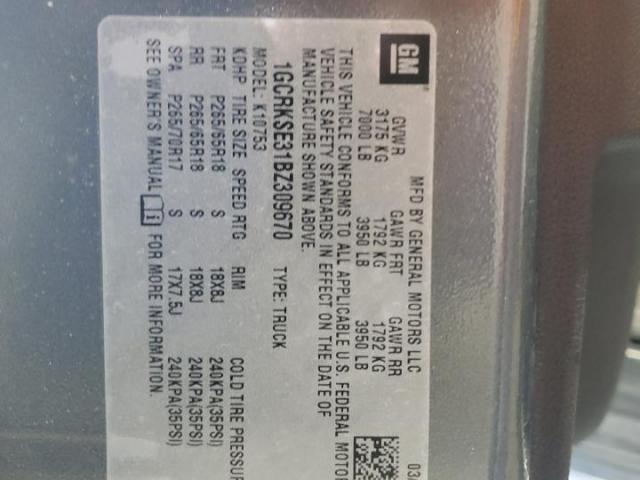 GM
MFD BY GENERAL MOTORS LLC 03/
GVWR GAWR FRT GAWR RR
3175 KG 1792 KG 1792 KG
7000 LB 3950 LB 3950 LB
THIS VEHICLE CONFORMS TO ALL APPLICABLE U.S. FEDERAL MOTO
VEHICLE SAFETY STANDARDS IN EFFECT ON THE DATE OF
MANUFACTURE SHOWN ABOVE.
1GCRKSE31BZ309670 TYPE: TRUCK
MODEL: K10753
KDHP TIRE SIZE SPEED RTG RIM COLD TIRE PRESSUR
FRT P265/65R18 S 18X8J 240KPA(35PSI)
RR P265/65R18 S 18X8J 240KPA(35PSI)
SPA P265/70R17 S 17X7.5J 240KPA(35PSI)
SEE OWNER'S MANUAL i FOR MORE INFORMATION.